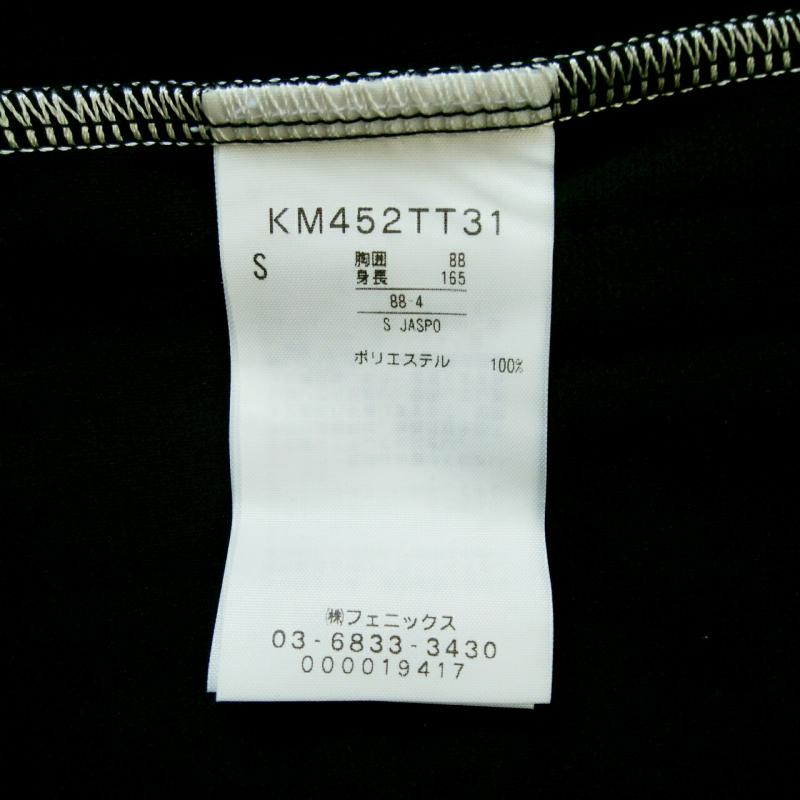 KM452TT31
S 胸囲 88
身長 165
88-4
S JASPO
ポリエステル 100%
㈱フェニックス
03-6833-3430
000019417